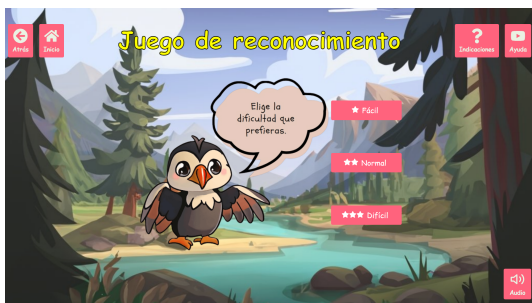 Juego de reconocimiento
Atrás
Inicio
Indicaciones
Ayuda
Elige la
dificultad que
prefieras.
Fácil
Normal
Difícil
Audio